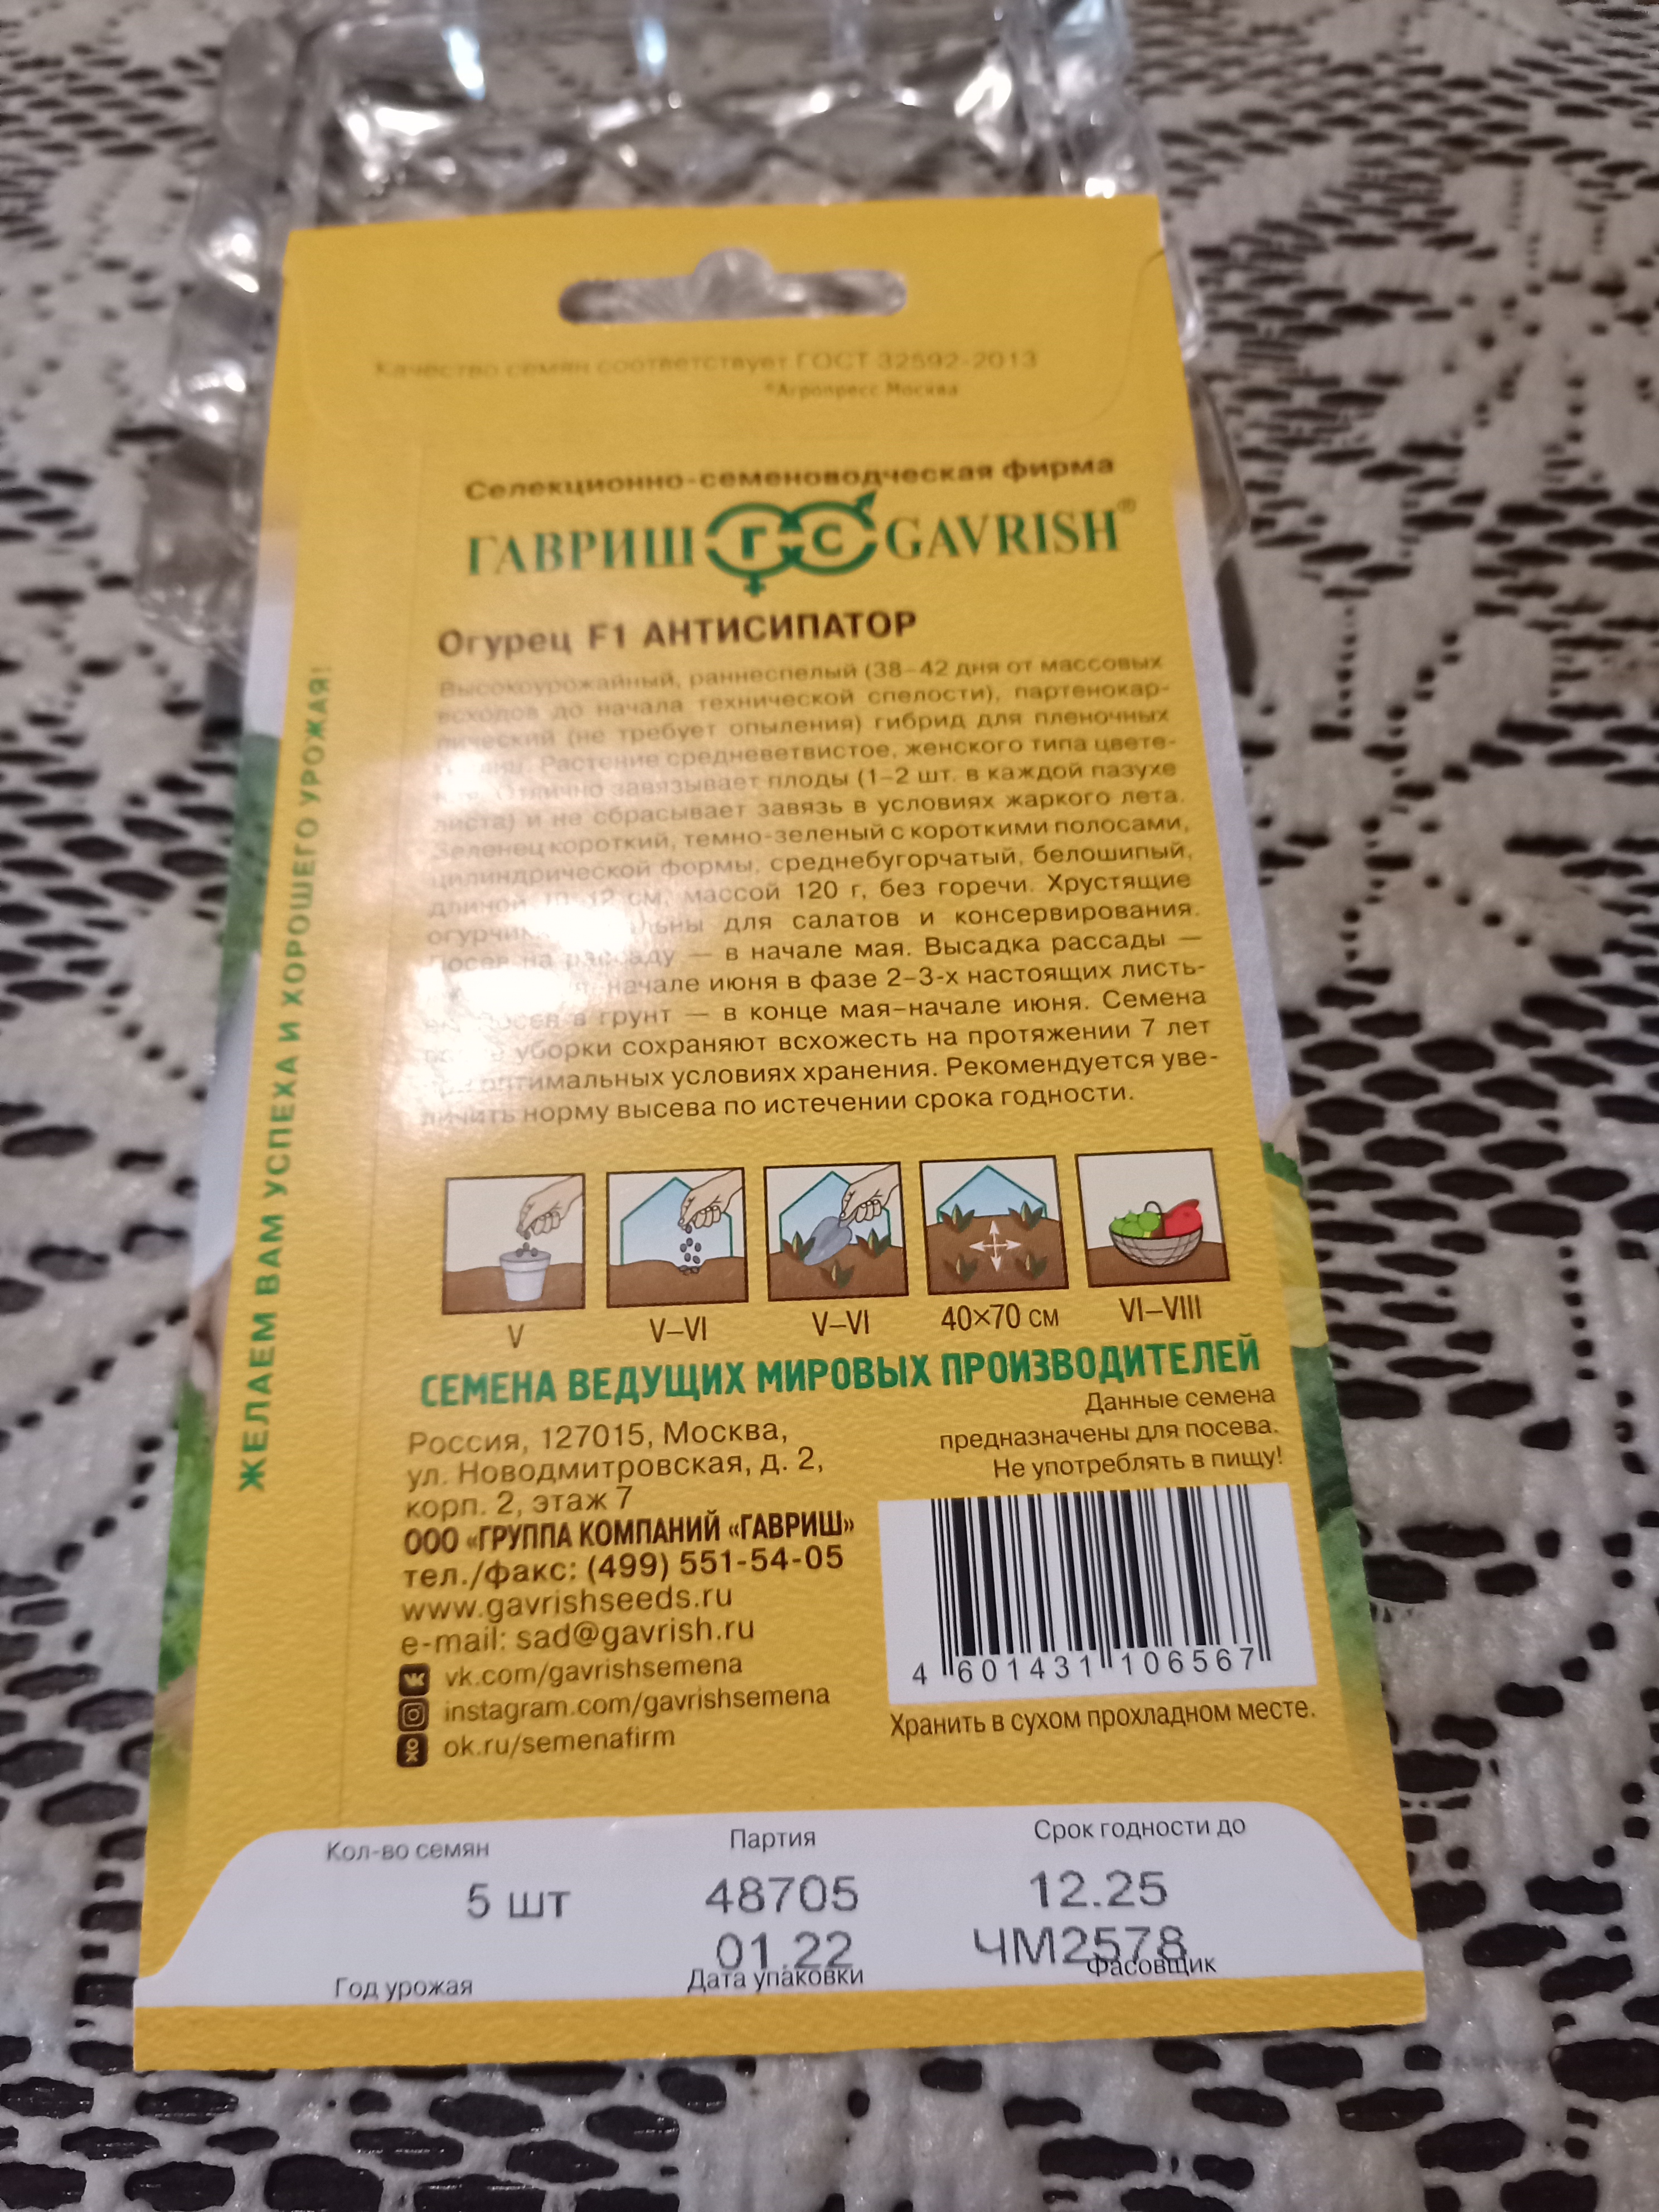 Качество семян соответствует ГОСТ 32592-2013
*Агропресс Москва
Селекционно-семеноводческая фирма
ГАВРИШ ГС GAVRISH®
Огурец F1 АНТИСИПАТОР
Высокоурожайный, раннеспелый (38–42 дня от массовых
всходов до начала технической спелости), партенокар-
пический (не требует опыления) гибрид для пленочных
Растение средневетвистое, женского типа цвете-
Отлично завязывает плоды (1–2 шт. в каждой пазухе
листа) и не сбрасывает завязь в условиях жаркого лета.
Зеленец короткий, темно-зеленый с короткими полосами,
цилиндрической формы, среднебугорчатый, белошипый,
длиной 10–12 см, массой 120 г, без горечи. Хрустящие
для салатов и консервирования.
Посев на рассаду — в начале мая. Высадка рассады —
начале июня в фазе 2–3-х настоящих листь-
Посев в грунт — в конце мая–начале июня. Семена
уборки сохраняют всхожесть на протяжении 7 лет
оптимальных условиях хранения. Рекомендуется уве-
личить норму высева по истечении срока годности.
ЖЕЛАЕМ ВАМ УСПЕХА И ХОРОШЕГО УРОЖАЯ!
V V–VI V–VI 40×70 см VI–VIII
СЕМЕНА ВЕДУЩИХ МИРОВЫХ ПРОИЗВОДИТЕЛЕЙ
Россия, 127015, Москва,
ул. Новодмитровская, д. 2,
корп. 2, этаж 7
ООО «ГРУППА КОМПАНИЙ «ГАВРИШ»
тел./факс: (499) 551-54-05
www.gavrishseeds.ru
e-mail: sad@gavrish.ru
vk.com/gavrishsemena
instagram.com/gavrishsemena
ok.ru/semenafirm
Данные семена
предназначены для посева.
Не употреблять в пищу!
4 601431 106567
Хранить в сухом прохладном месте.
Кол-во семян Партия Срок годности до
5 шт 48705 12.25
01.22 ЧМ2578
Год урожая Дата упаковки Фасовщик